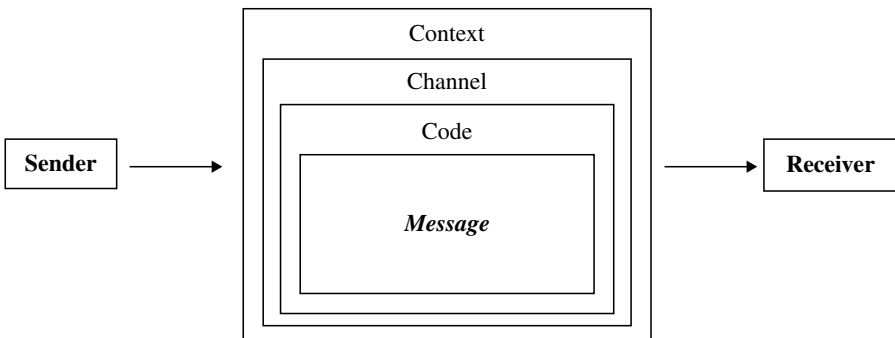 Context
Channel
Code
Sender
Message
Receiver